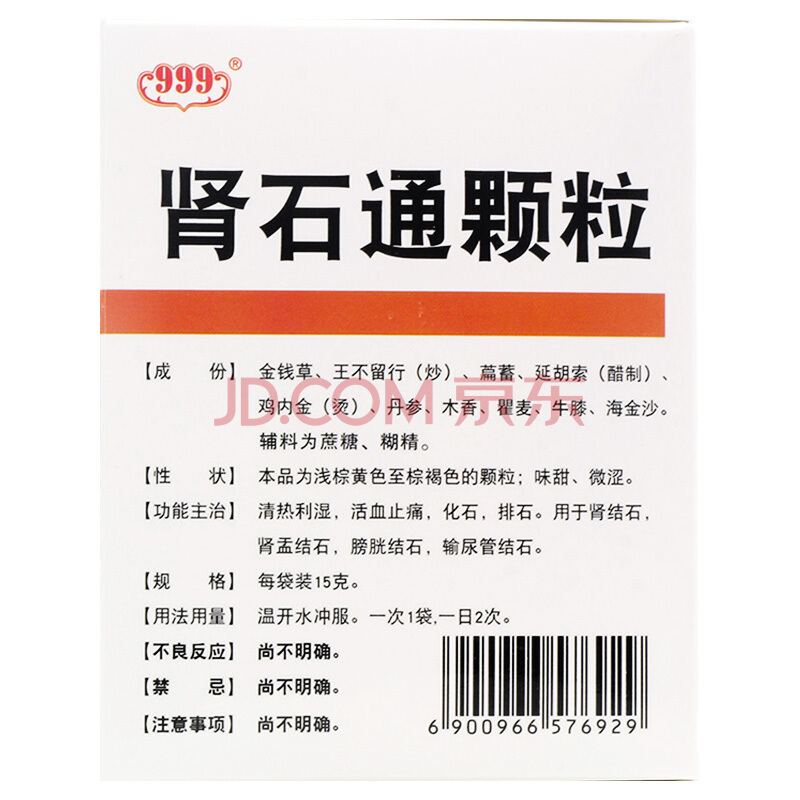 999®
肾石通颗粒
【成份】 金钱草、王不留行（炒）、萹蓄、延胡索（醋制）、
鸡内金（烫）、丹参、木香、瞿麦、牛膝、海金沙。
辅料为蔗糖、糊精。
JD.COM 京东
【性状】 本品为浅棕黄色至棕褐色的颗粒；味甜、微涩。
【功能主治】 清热利湿，活血止痛，化石，排石。用于肾结石，
肾盂结石，膀胱结石，输尿管结石。
【规格】 每袋装15克。
【用法用量】 温开水冲服。一次1袋,一日2次。
【不良反应】 尚不明确。
【禁忌】 尚不明确。
【注意事项】 尚不明确。
6 900966 576929